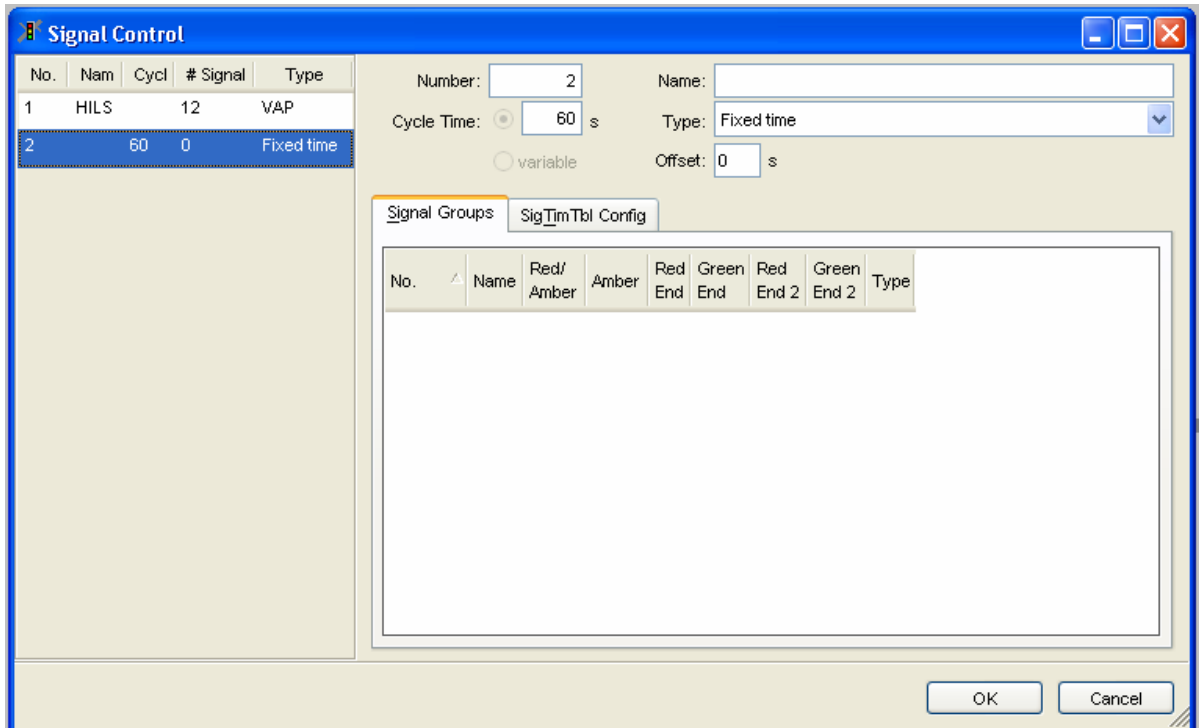 Signal Control
No. Nam Cycl # Signal Type
1 HILS 12 VAP
2 60 0 Fixed time
Number: 2 Name:
Cycle Time: 60 s Type: Fixed time
variable Offset: 0 s
Signal Groups SigTimTbl Config
No. Name Red/ Amber Amber Red End Green End Red End 2 Green End 2 Type
OK Cancel